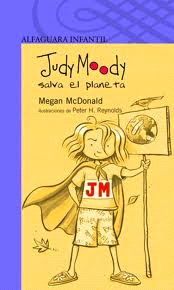 ALFAGUARA INFANTIL
Judy Moody
salva el planeta
Megan McDonald
ilustraciones de Peter H. Reynolds
JM